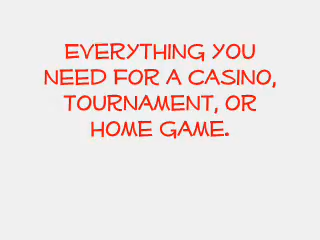 EVERYTHING YOU
NEED FOR A CASINO,
TOURNAMENT, OR
HOME GAME.